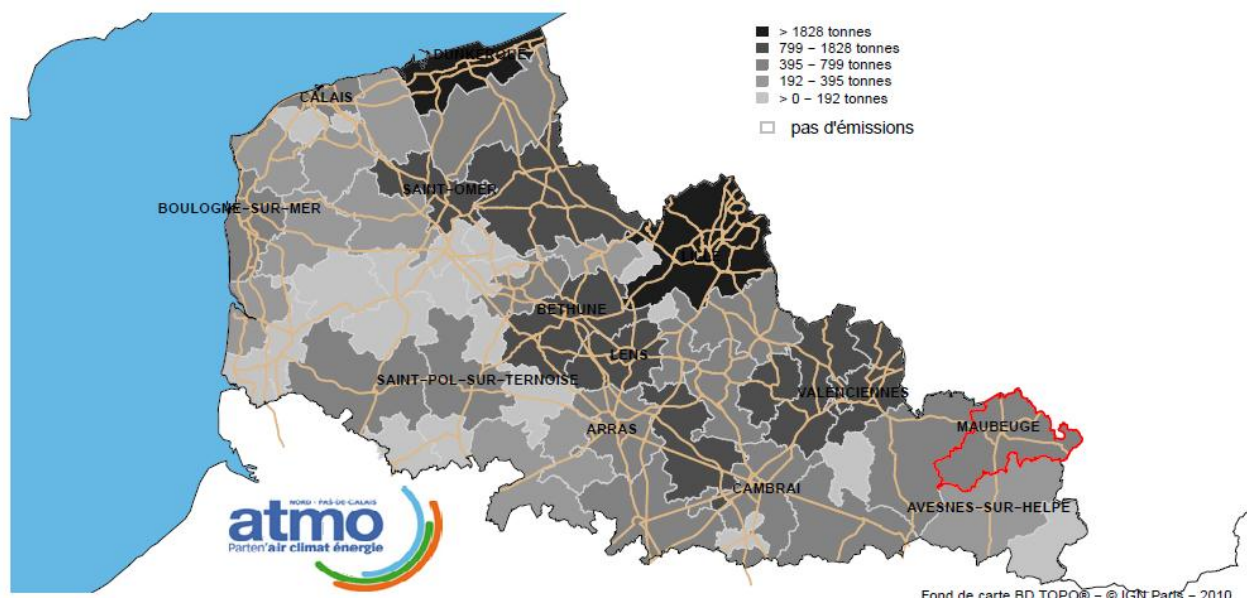 > 1828 tonnes
799 – 1828 tonnes
395 – 799 tonnes
192 – 395 tonnes
> 0 – 192 tonnes
pas d'émissions
DUNKERQUE
CALAIS
SAINT–OMER
BOULOGNE–SUR–MER
LILLE
BETHUNE
LENS
SAINT–POL–SUR–TERNOISE
VALENCIENNES
ARRAS
MAUBEUGE
CAMBRAI
AVESNES–SUR–HELPE
NORD - PAS-DE-CALAIS
atmo
Parten'air climat énergie
Fond de carte BD TOPO® – © IGN Paris – 2010